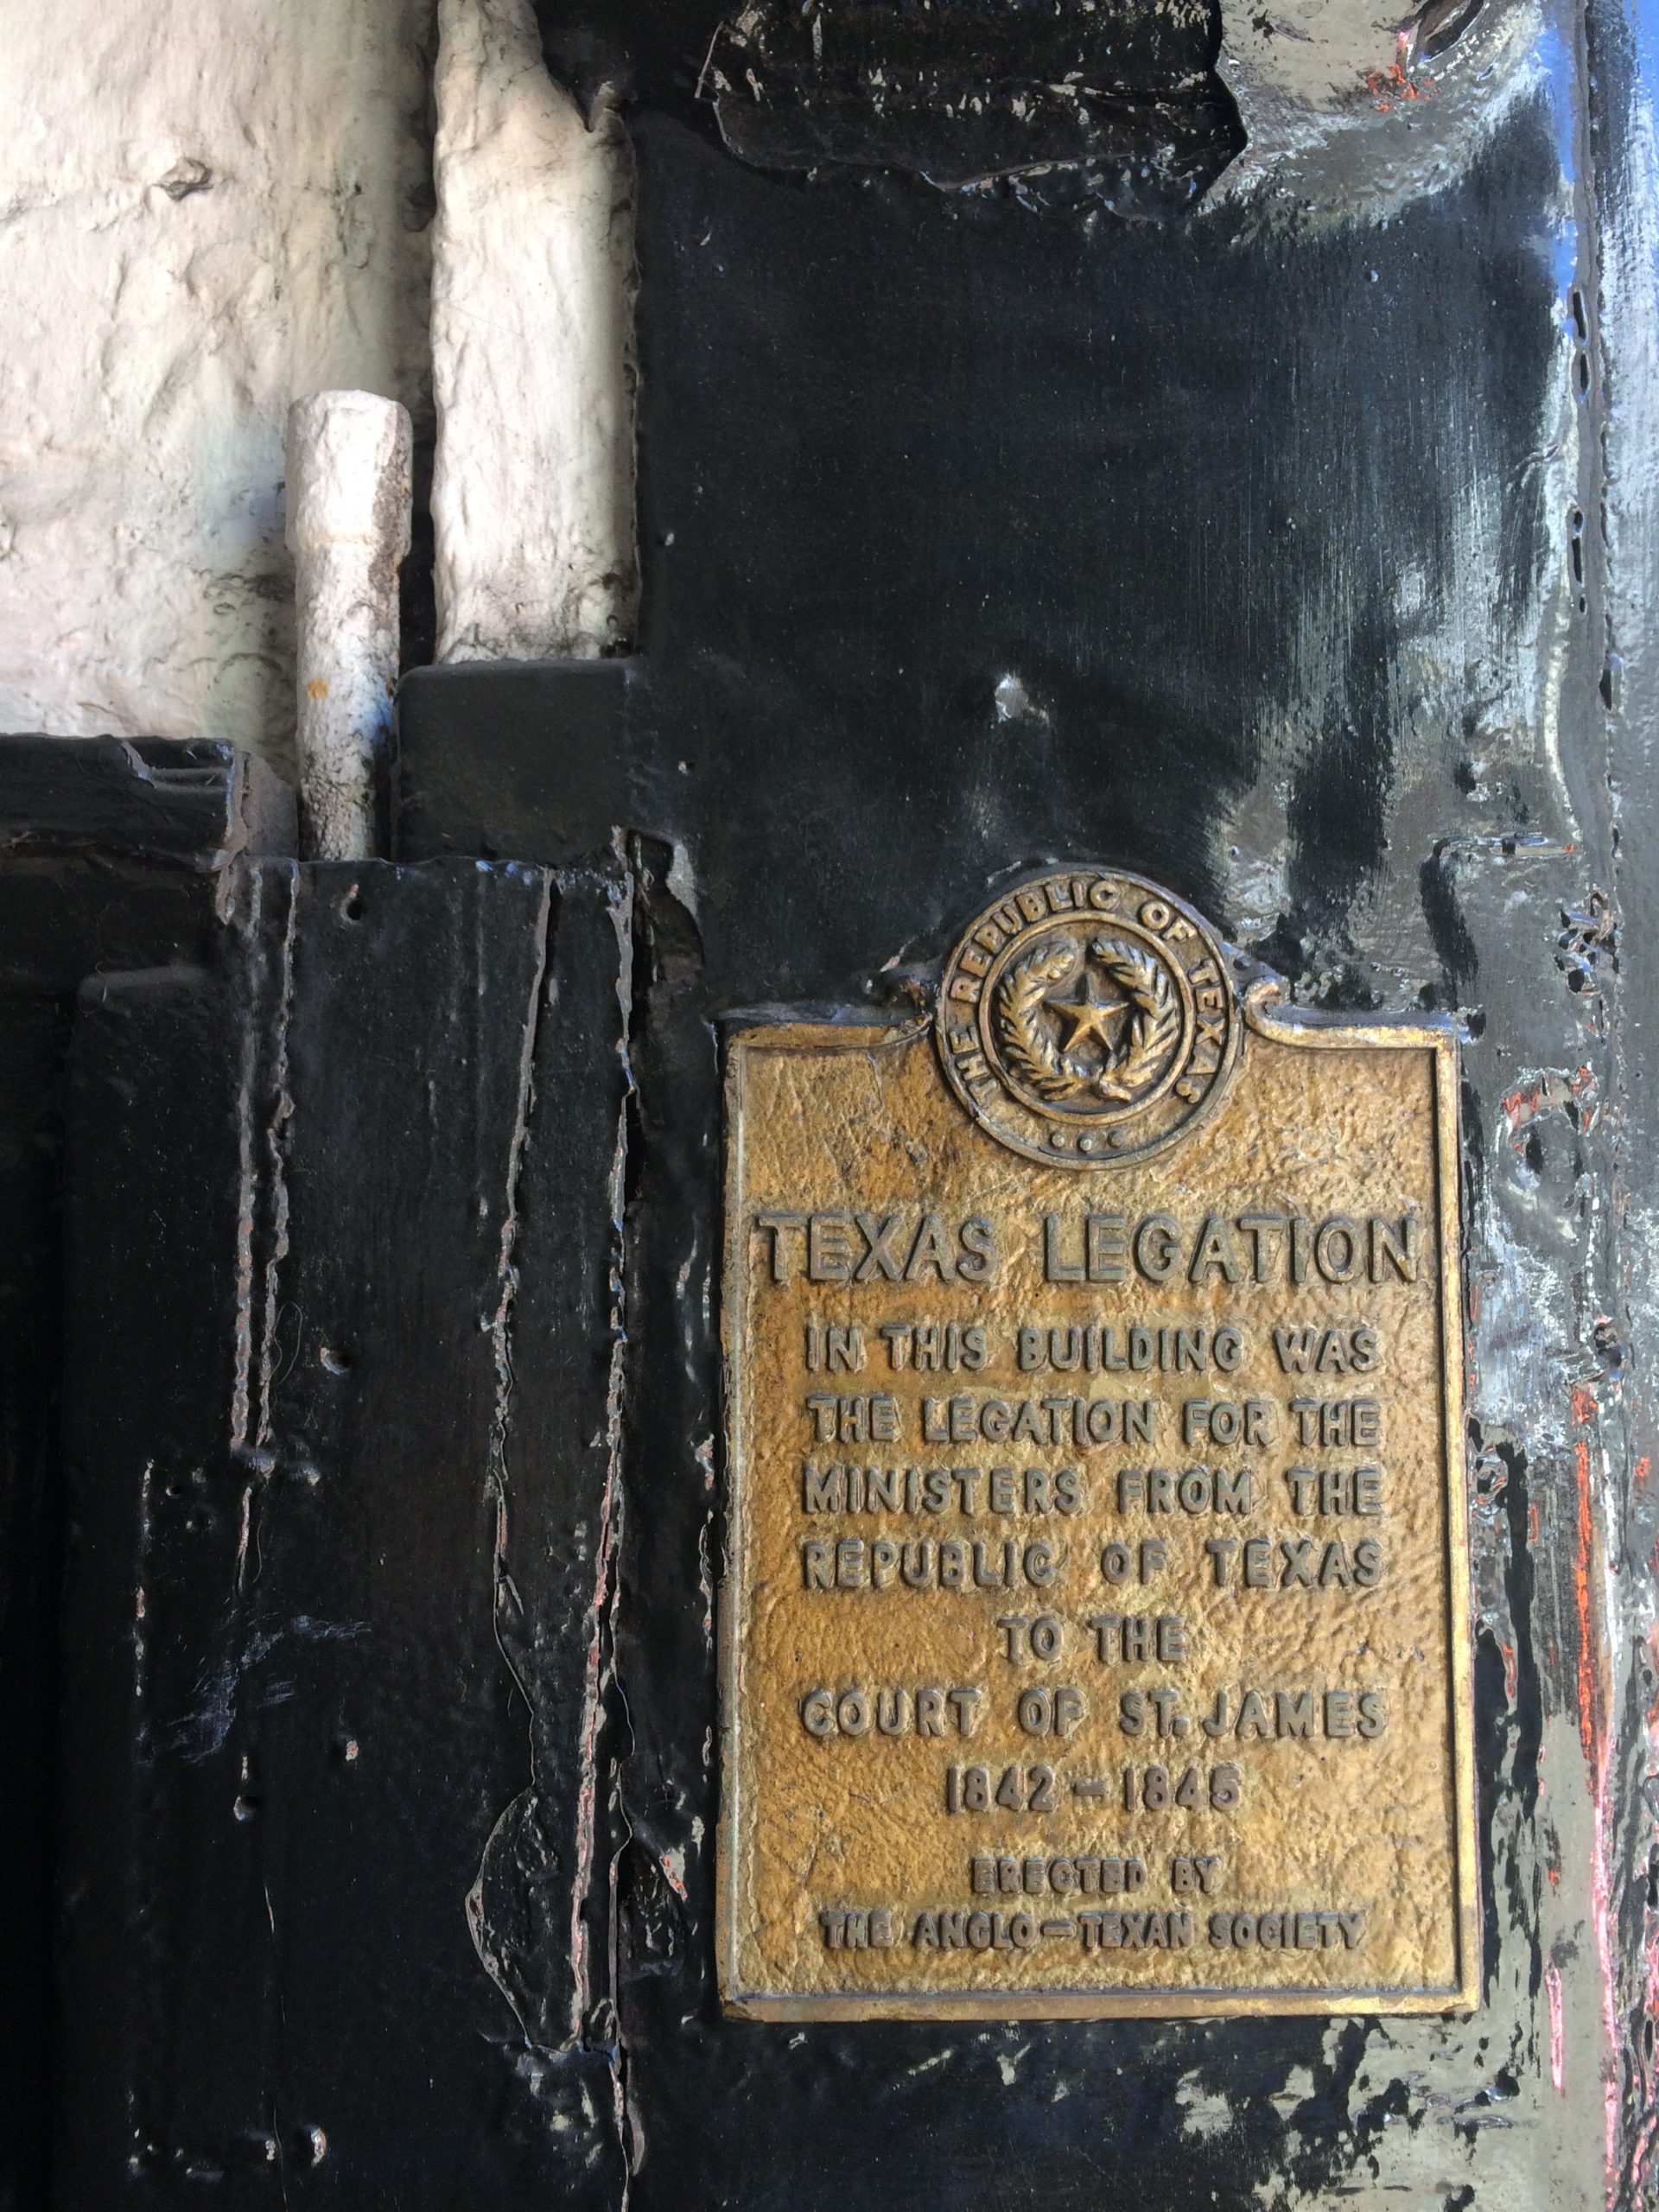 THE REPUBLIC OF TEXAS
TEXAS LEGATION
IN THIS BUILDING WAS
THE LEGATION FOR THE
MINISTERS FROM THE
REPUBLIC OF TEXAS
TO THE
COURT OF ST. JAMES
1842 - 1845
ERECTED BY
THE ANGLO-TEXAN SOCIETY